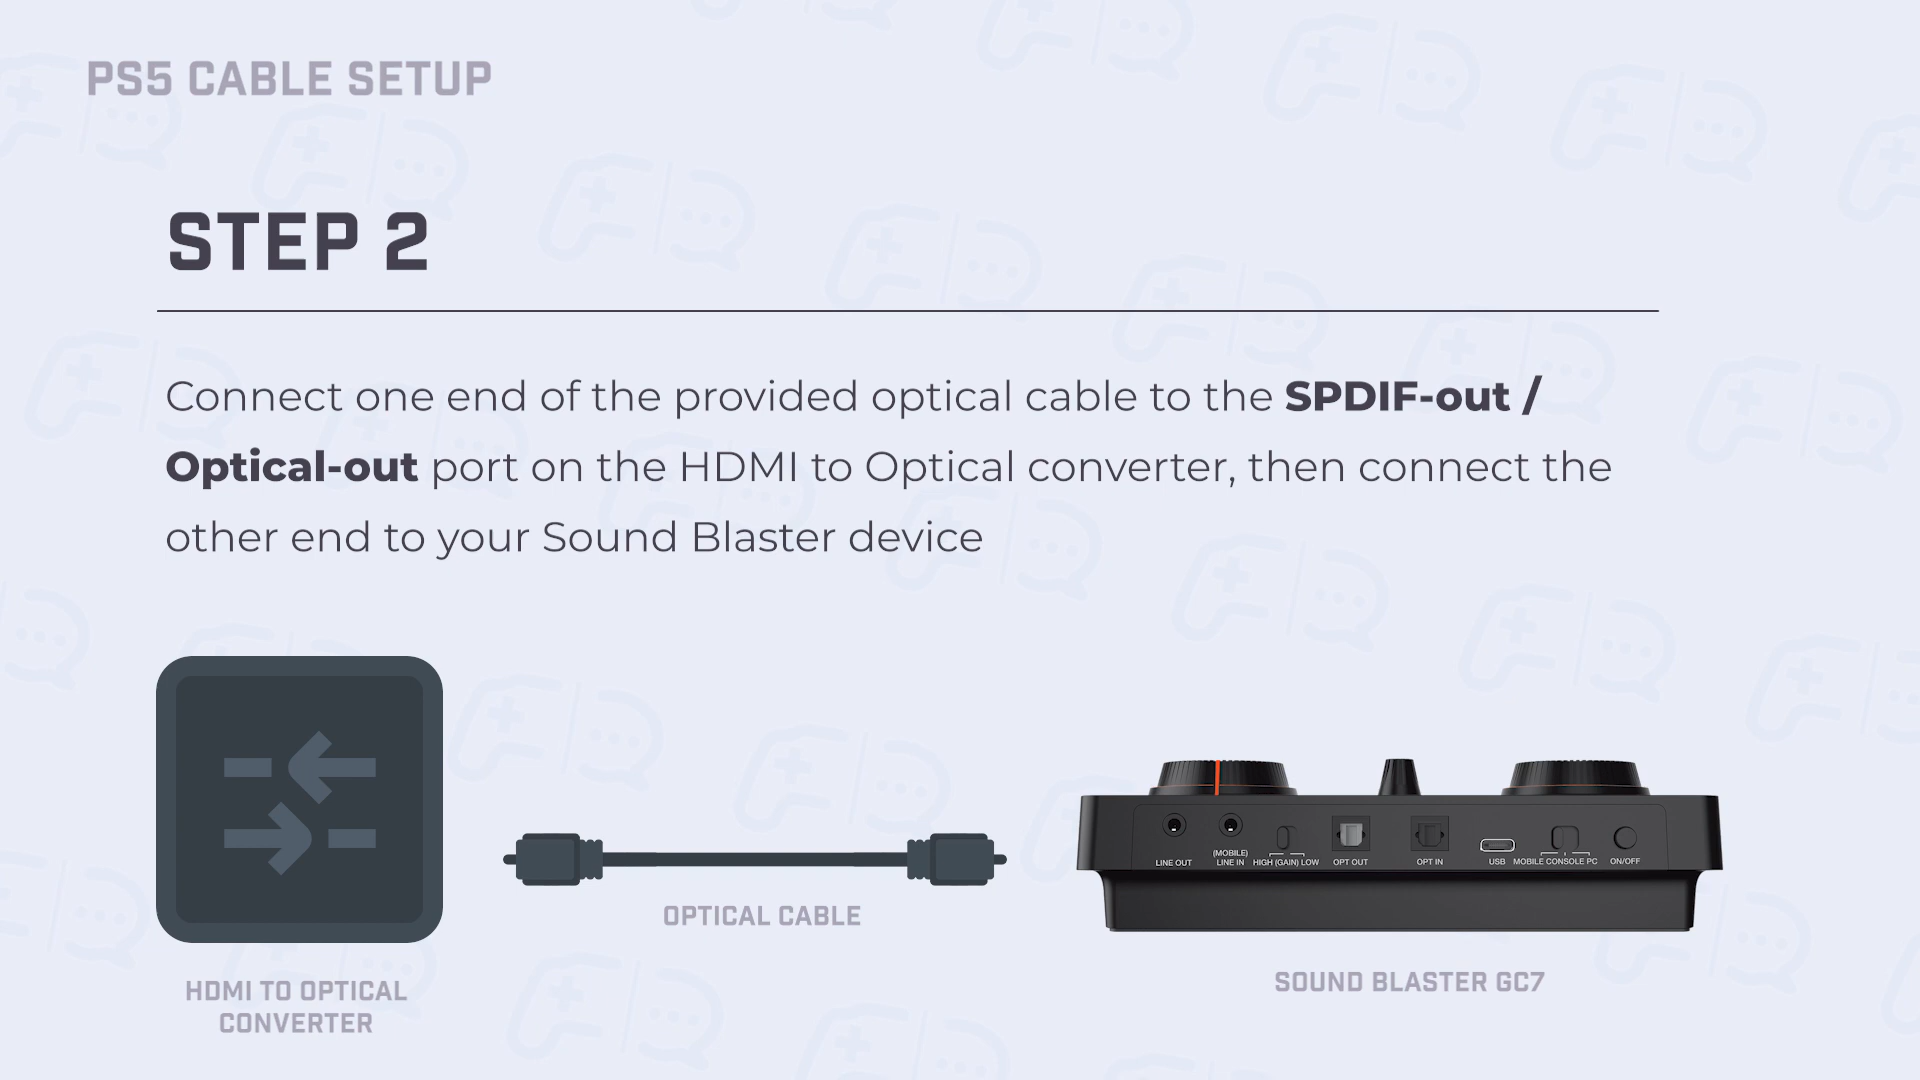 PS5 CABLE SETUP
STEP 2
Connect one end of the provided optical cable to the SPDIF-out /
Optical-out port on the HDMI to Optical converter, then connect the
other end to your Sound Blaster device
HDMI TO OPTICAL
CONVERTER
OPTICAL CABLE
LINE OUT
(MOBILE)
LINE IN
HIGH (GAIN) LOW
OPT OUT
OPT IN
USB
MOBILE CONSOLE PC
ON/OFF
SOUND BLASTER GC7